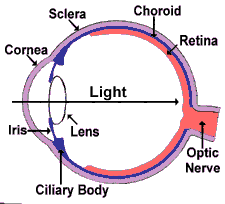 Sclera
Choroid
Cornea
Retina
Light
Iris
Lens
Optic
Nerve
Ciliary Body